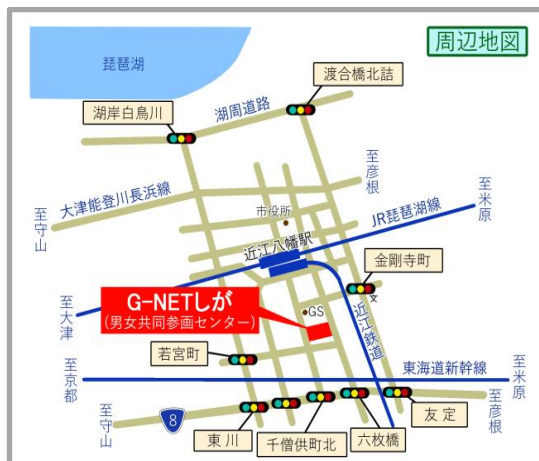 周辺地図
琵琶湖
渡合橋北詰
湖岸白鳥川
湖周道路
至彦根
至守山
大津能登川長浜線
市役所
至米原
JR琵琶湖線
近江八幡駅
金剛寺町
G-NETしが
(男女共同参画センター)
GS
文
近江鉄道
至大津
若宮町
東海道新幹線
至米原
至京都
友定
至彦根
至守山
8
東川
千僧供町北
六枚橋